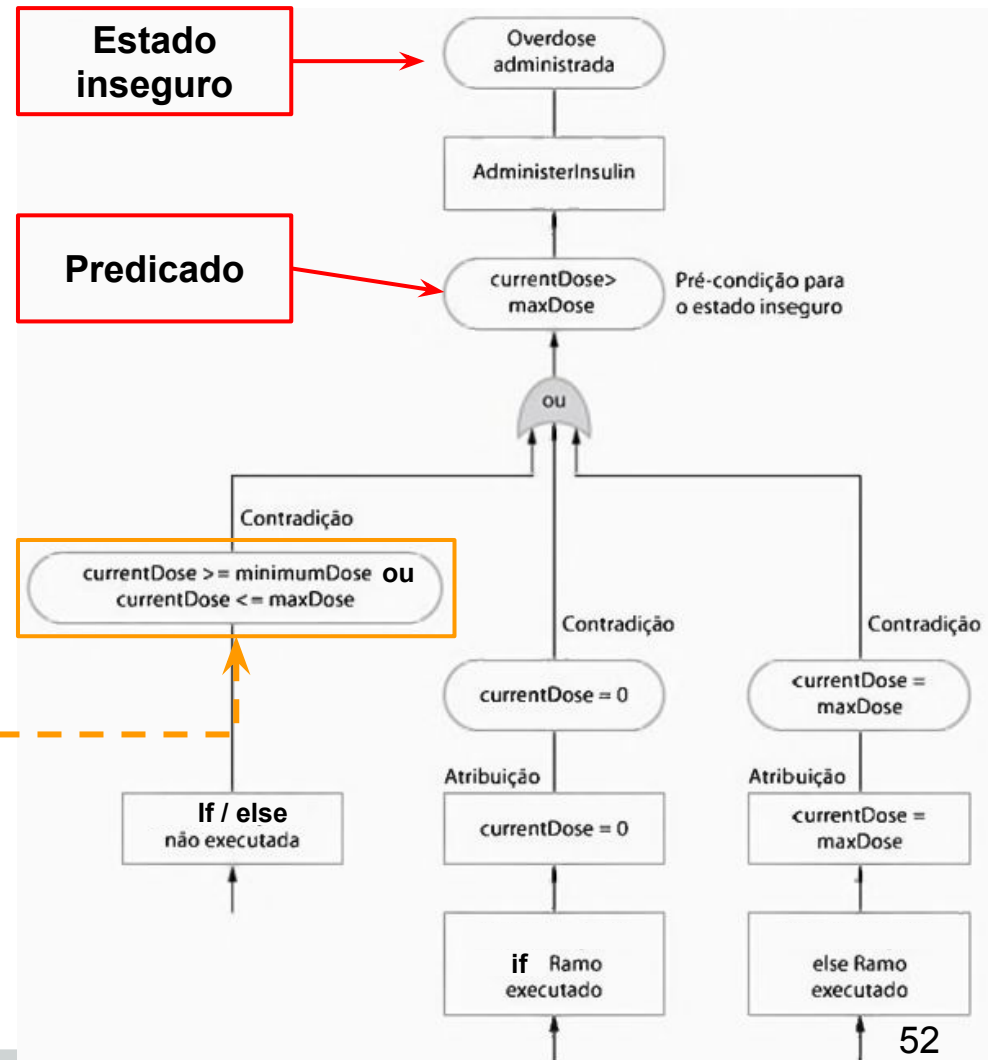 Estado
inseguro
Overdose
administrada
AdministerInsulin
Predicado
currentDose>
maxDose
Pré-condição para
o estado inseguro
ou
Contradição
currentDose >= minimumDose ou
currentDose <= maxDose
Contradição
Contradição
currentDose = 0
currentDose =
maxDose
Atribuição
Atribuição
If / else
não executada
currentDose = 0
currentDose =
maxDose
if Ramo
executado
else Ramo
executado
52